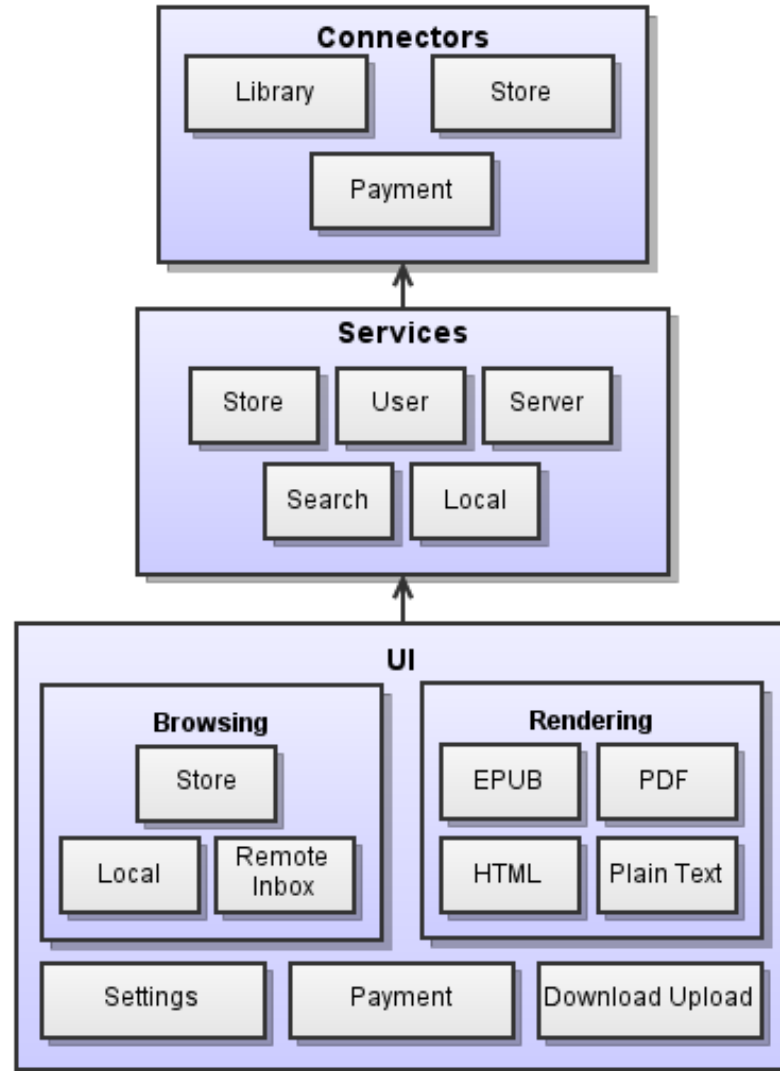 Connectors
Library
Store
Payment
Services
Store
User
Server
Search
Local
UI
Browsing
Store
Local
Remote
Inbox
Rendering
EPUB
PDF
HTML
Plain Text
Settings
Payment
Download Upload